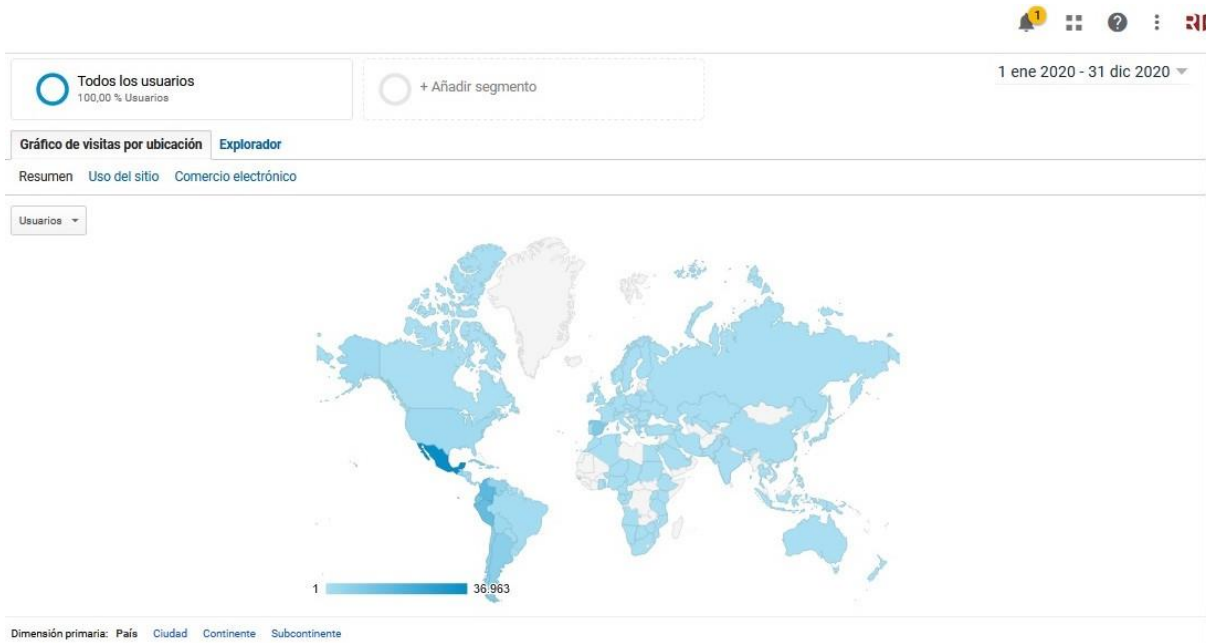 1
Todos los usuarios
100,00 % Usuarios
+ Añadir segmento
1 ene 2020 - 31 dic 2020
Gráfico de visitas por ubicación Explorador
Resumen Uso del sitio Comercio electrónico
Usuarios
1 36.963
Dimensión primaria: País Ciudad Continente Subcontinente